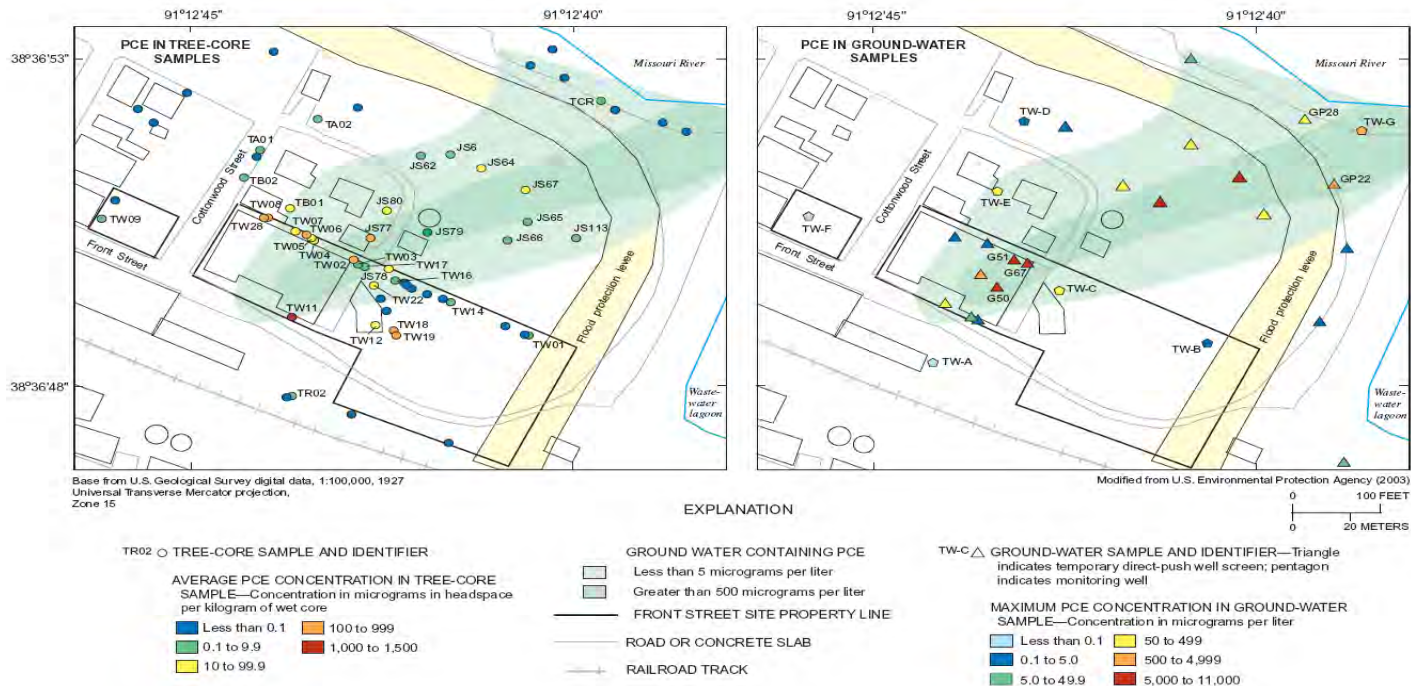 91°12'45"
91°12'40"
91°12'45"
91°12'40"
38°36'53"
38°36'48"
PCE IN TREE-CORE
SAMPLES
Missouri River
TCR
TA02
TA01
TB02
Cottonwood Street
JS62
JS6
JS64
JS67
TW08
TB01
TW07
TW06
JS80
JS77
JS79
JS65
JS66
JS113
TW09
TW28
TW05
TW04
TW02
TW03
TW17
TW16
Front Street
JS78
TW22
TW14
TW11
TW18
TW12
TW19
TW01
TR02
Flood protection levee
Waste-
water
lagoon
PCE IN GROUND-WATER
SAMPLES
Missouri River
TW-D
GP28
TW-G
GP22
Cottonwood Street
TW-E
TW-F
Front Street
G51
G67
G50
TW-C
TW-B
TW-A
Flood protection levee
Waste-
water
lagoon
Base from U.S. Geological Survey digital data, 1:100,000, 1927
Universal Transverse Mercator projection,
Zone 15
Modified from U.S. Environmental Protection Agency (2003)
0 100 FEET
0 20 METERS
EXPLANATION
TR02 TREE-CORE SAMPLE AND IDENTIFIER
AVERAGE PCE CONCENTRATION IN TREE-CORE
SAMPLE—Concentration in micrograms in headspace
per kilogram of wet core
Less than 0.1
0.1 to 9.9
10 to 99.9
100 to 999
1,000 to 1,500
GROUND WATER CONTAINING PCE
Less than 5 micrograms per liter
Greater than 500 micrograms per liter
FRONT STREET SITE PROPERTY LINE
ROAD OR CONCRETE SLAB
RAILROAD TRACK
TW-C GROUND-WATER SAMPLE AND IDENTIFIER—Triangle
indicates temporary direct-push well screen; pentagon
indicates monitoring well
MAXIMUM PCE CONCENTRATION IN GROUND-WATER
SAMPLE—Concentration in micrograms per liter
Less than 0.1
0.1 to 5.0
5.0 to 49.9
50 to 499
500 to 4,999
5,000 to 11,000